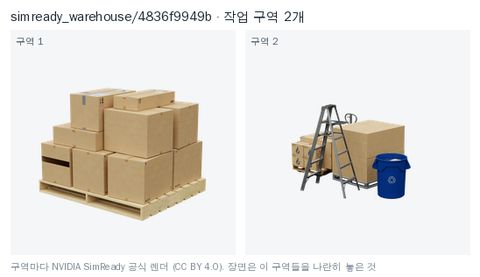 simready_warehouse/4836f9949b · 작업 구역 2개
구역 1
구역 2
구역마다 NVIDIA SimReady 공식 렌더 (CC BY 4.0). 장면은 이 구역들을 나란히 놓은 것